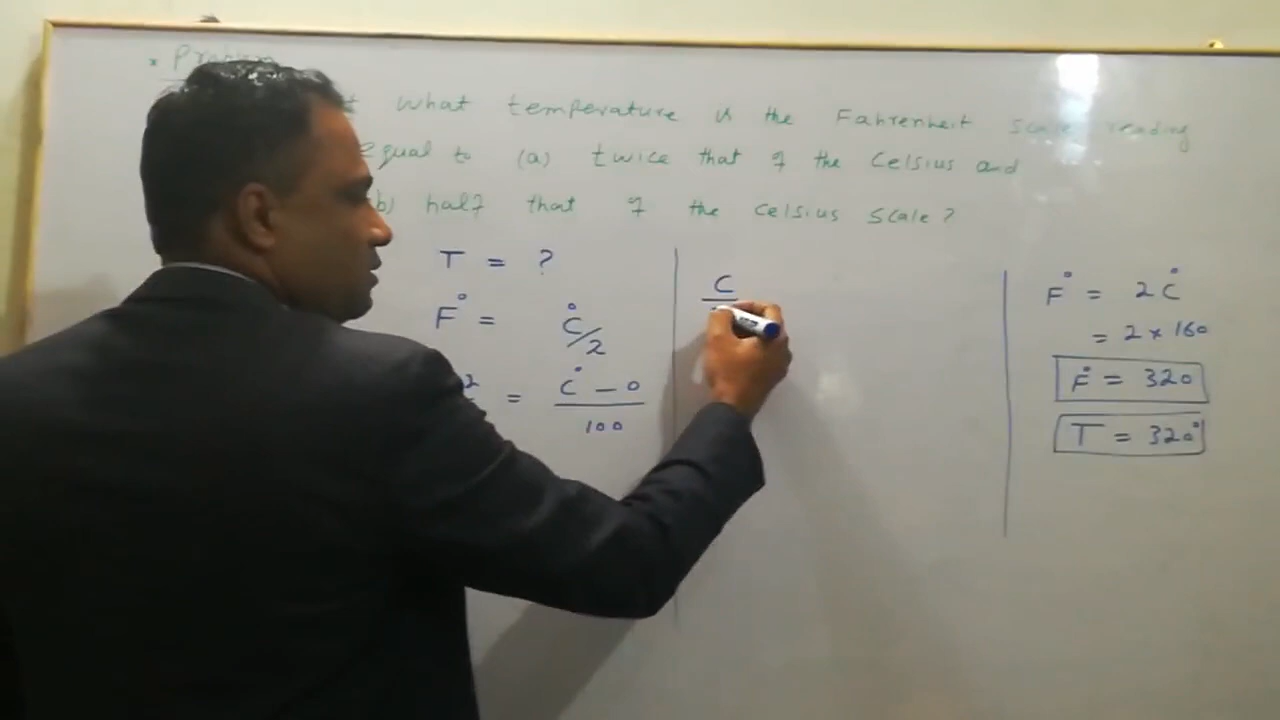 * Problem
what temperature is the Fahrenheit scale reading
equal to (a) twice that of the Celsius and
b) half that of the Celsius scale?
T = ?
F° = C°/2
2 = C° - 0
100
C
F° = 2C°
= 2 × 160
F° = 320
T = 320°